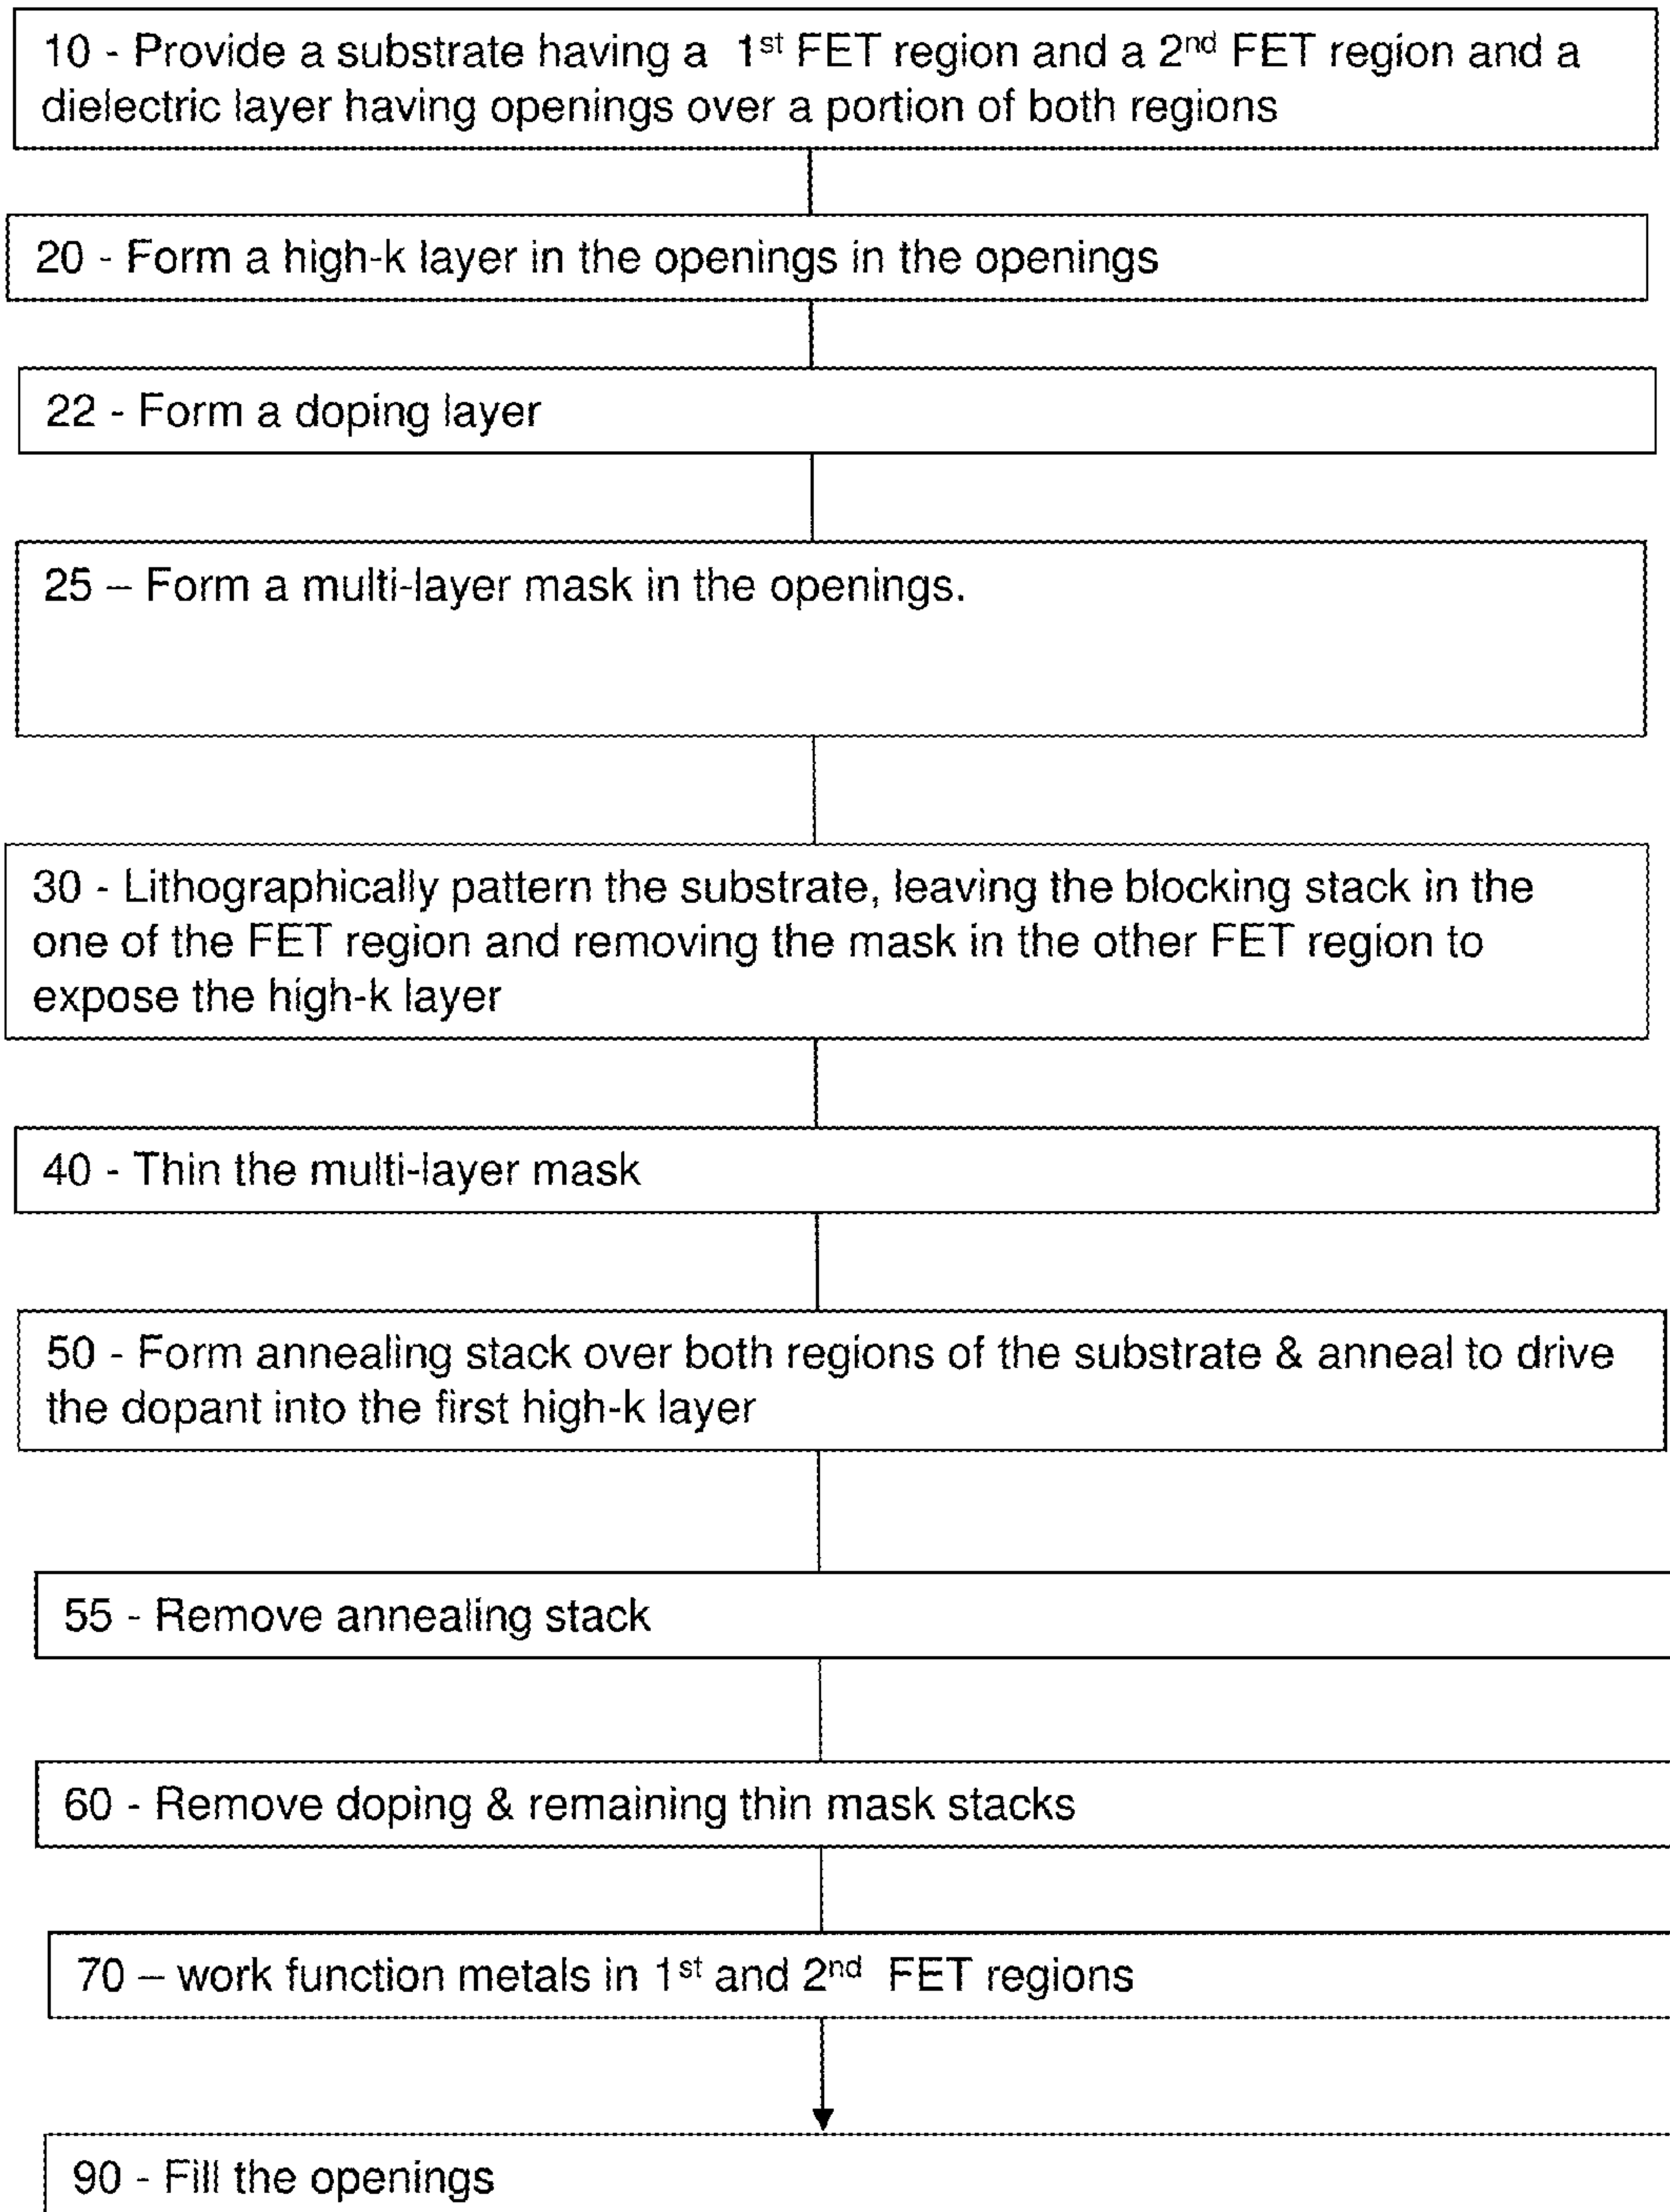 10 - Provide a substrate having a 1st FET region and a 2nd FET region and a
dielectric layer having openings over a portion of both regions
20 - Form a high-k layer in the openings in the openings
22 - Form a doping layer
25 – Form a multi-layer mask in the openings.
30 - Lithographically pattern the substrate, leaving the blocking stack in the
one of the FET region and removing the mask in the other FET region to
expose the high-k layer
40 - Thin the multi-layer mask
50 - Form annealing stack over both regions of the substrate & anneal to drive
the dopant into the first high-k layer
55 - Remove annealing stack
60 - Remove doping & remaining thin mask stacks
70 – work function metals in 1st and 2nd FET regions
90 - Fill the openings